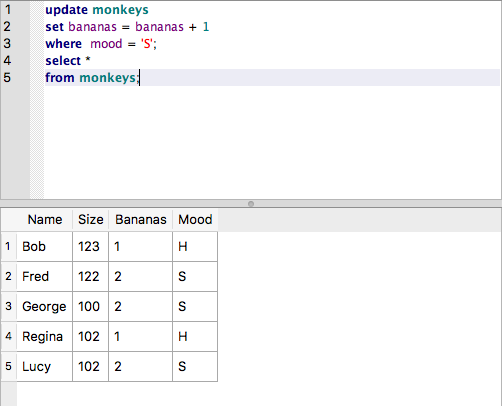 1 update monkeys
2 set bananas = bananas + 1
3 where mood = 'S';
4 select *
5 from monkeys;
Name Size Bananas Mood
1 Bob 123 1 H
2 Fred 122 2 S
3 George 100 2 S
4 Regina 102 1 H
5 Lucy 102 2 S